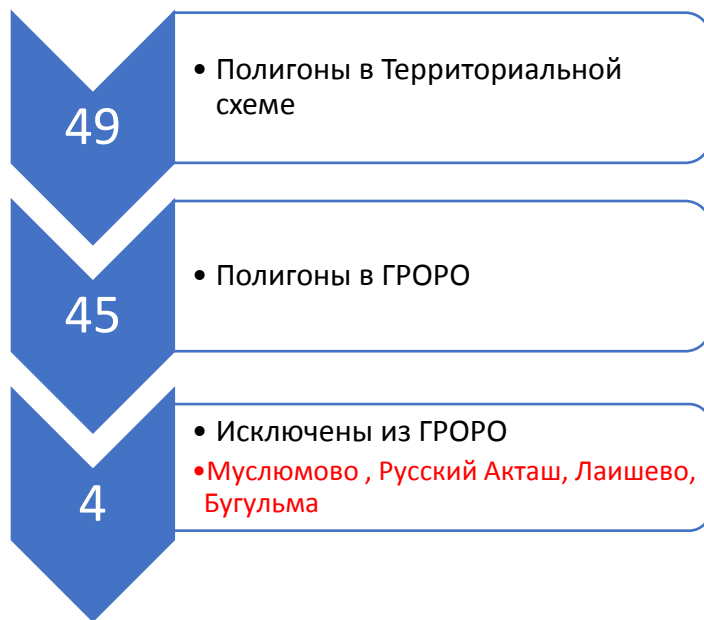 49
• Полигоны в Территориальной
схеме
45
• Полигоны в ГРОРО
4
• Исключены из ГРОРО
•Муслюмово , Русский Акташ, Лаишево,
Бугульма